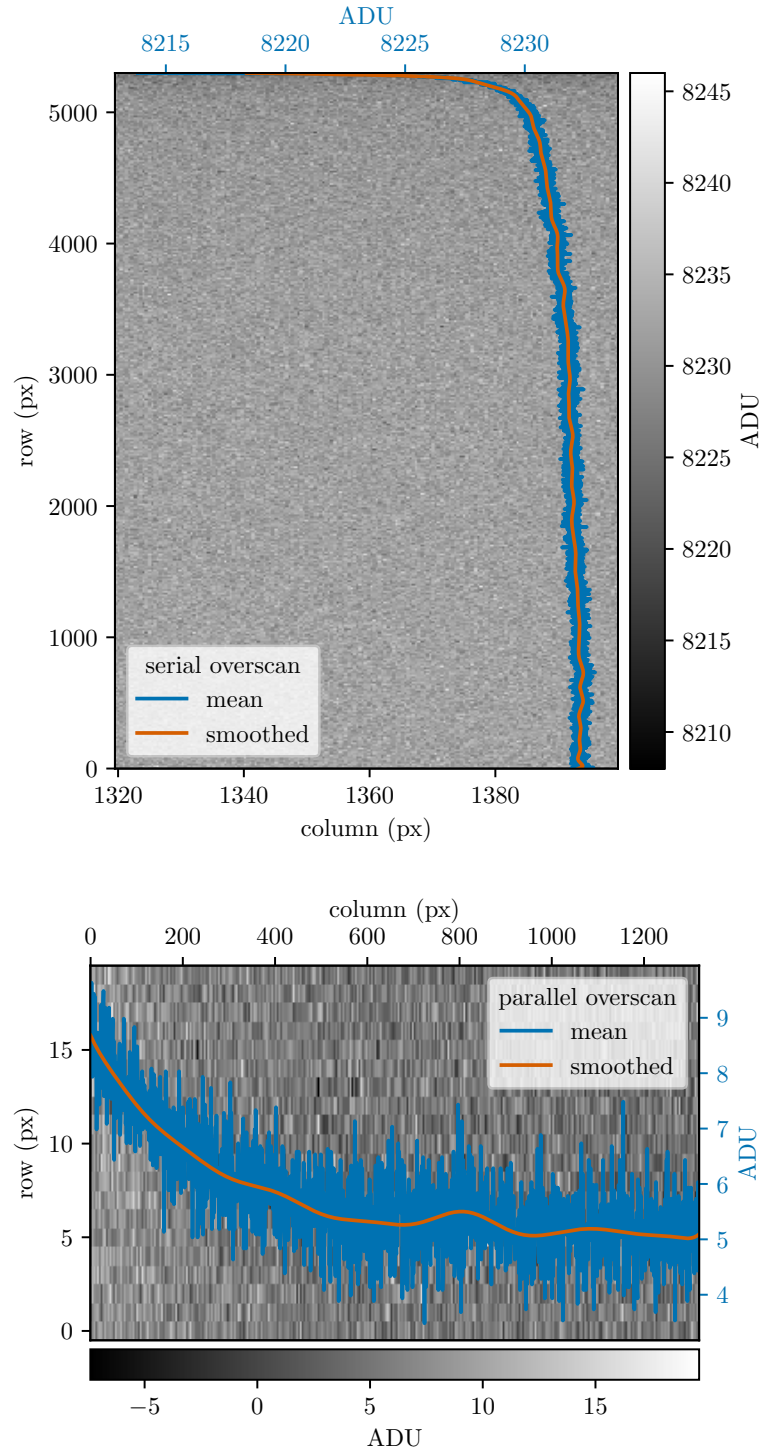 ADU
8215 8220 8225 8230
5000
4000
3000
2000
1000
0
row (px)
serial overscan
mean
smoothed
1320 1340 1360 1380
column (px)
8245
8240
8235
8230
8225
8220
8215
8210
ADU
column (px)
0 200 400 600 800 1000 1200
15
10
5
0
row (px)
parallel overscan
mean
smoothed
9
8
7
6
5
4
ADU
−5 0 5 10 15
ADU